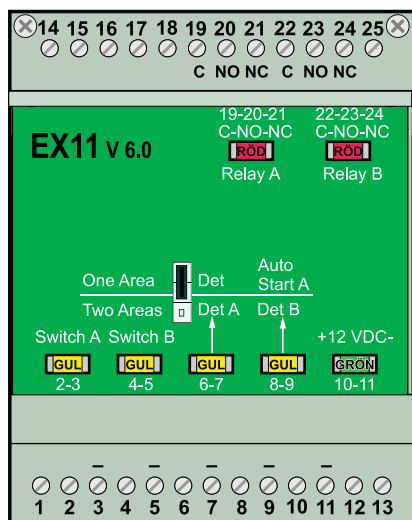 14 15 16 17 18 19 20 21 22 23 24 25
C NO NC C NO NC
19-20-21 22-23-24
C-NO-NC C-NO-NC
EX11 V 6.0
RÖD RÖD
Relay A Relay B
Auto
One Area Det Start A
Two Areas Det A Det B
Switch A Switch B +12 VDC-
GUL GUL GUL GUL GRÖN
2-3 4-5 6-7 8-9 10-11
– – – – –
1 2 3 4 5 6 7 8 9 10 11 12 13